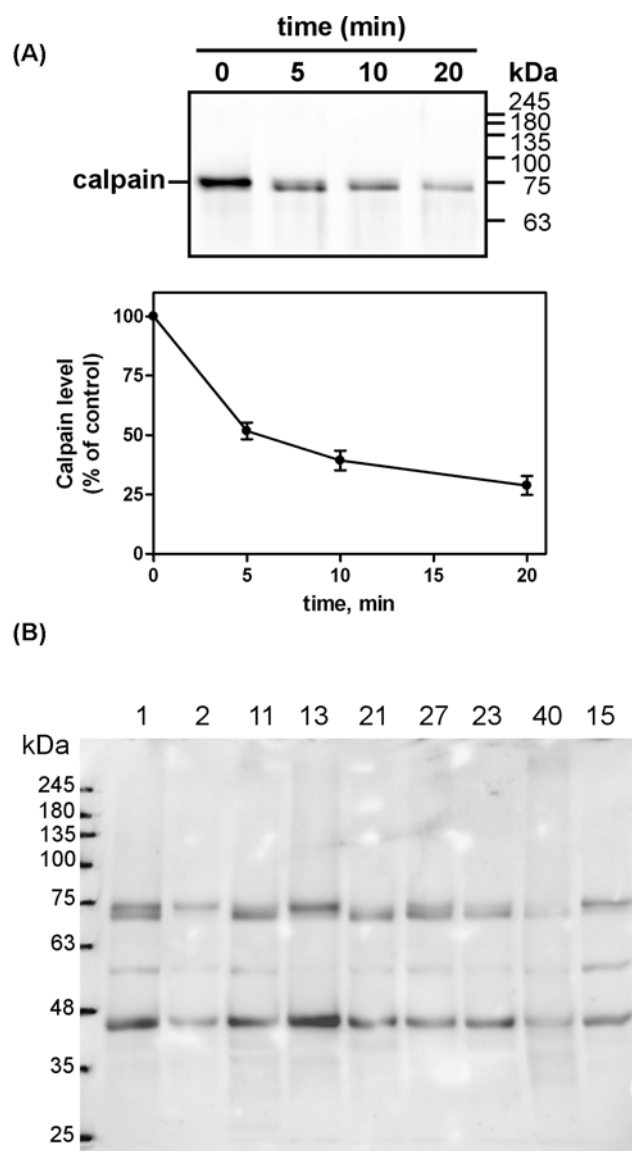 (A)
time (min)
0 5 10 20 kDa
calpain
245
180
135
100
75
63
Calpain level
(% of control)
100
75
50
25
0
0 5 10 15 20
time, min
(B)
1 2 11 13 21 27 23 40 15
kDa
245
180
135
100
75
63
48
35
25